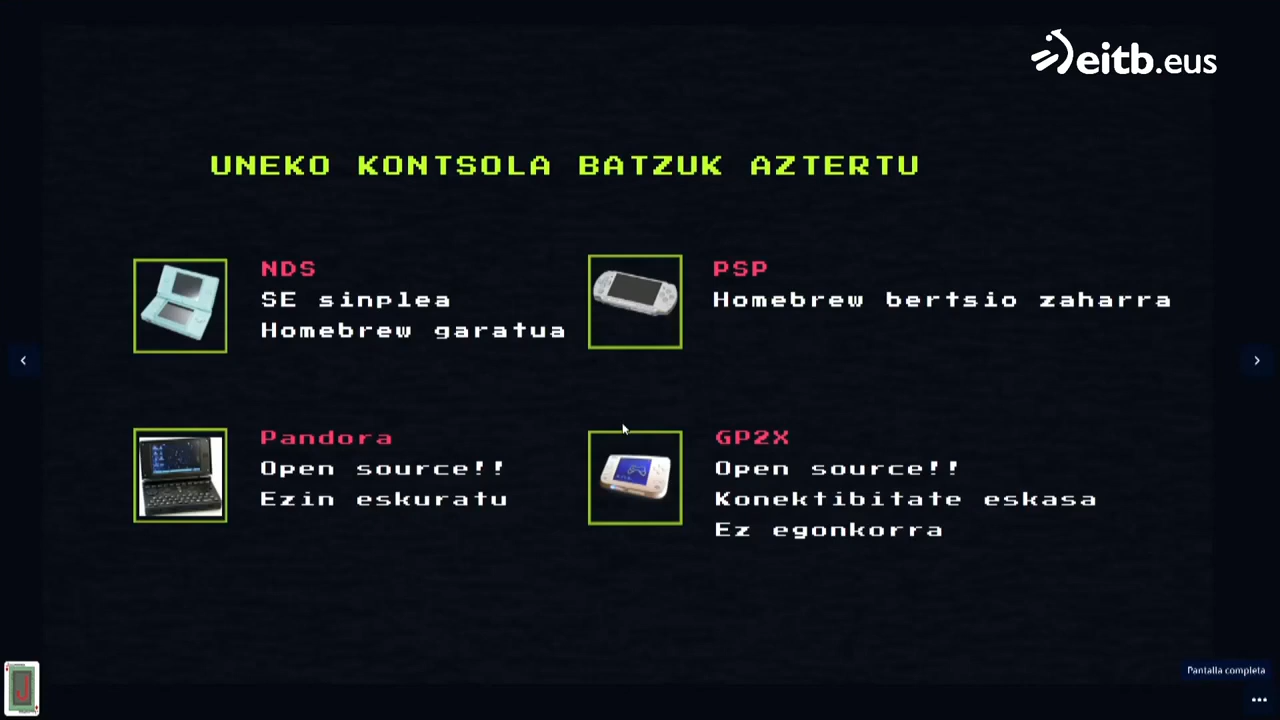 eitb.eus
UNEKO KONTSOLA BATZUK AZTERTU
NDS
SE sinplea
Homebrew garatua
PSP
Homebrew bertsio zaharra
Pandora
Open source!!
Ezin eskuratu
GP2X
Open source!!
Konektibitate eskasa
Ez egonkorra
J
Pantalla completa